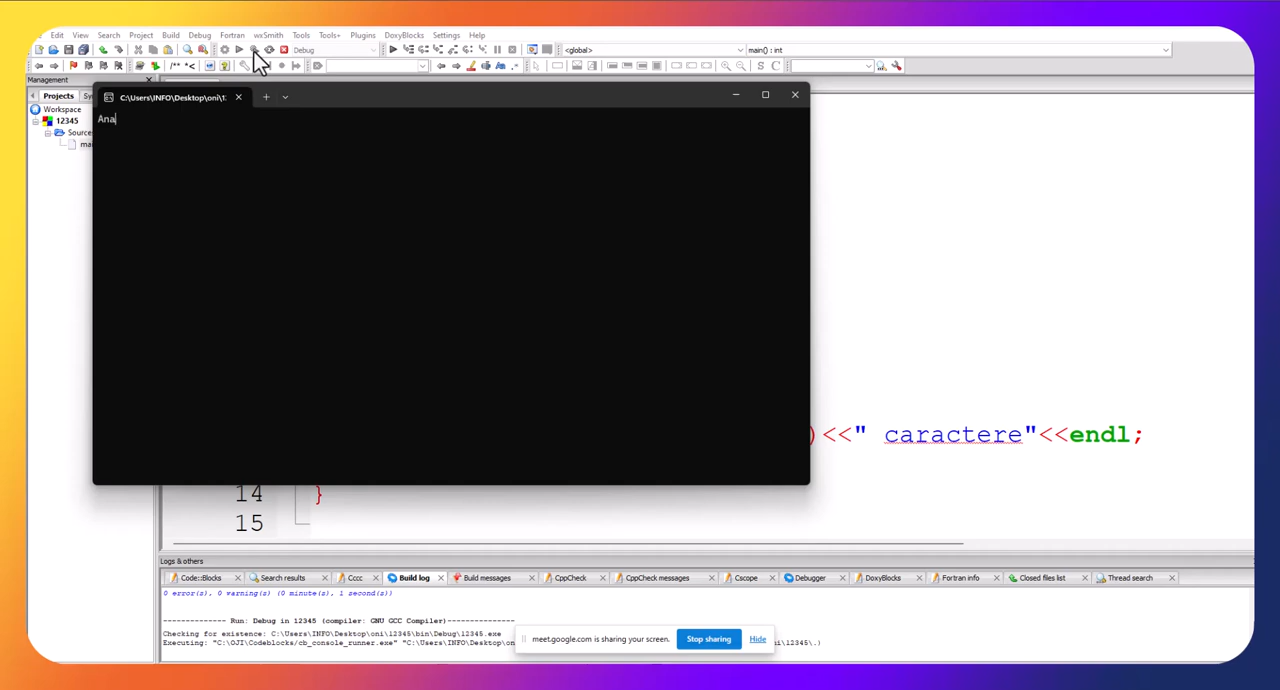 Edit View Search Project Build Debug Fortran wxSmith Tools Tools+ Plugins DoxyBlocks Settings Help
Debug <global> main() : int
/** *< S C
Management
Projects Sy
Workspace
12345
Source
ma
C:\Users\INFO\Desktop\oni\1
Ana
)<<" caractere"<<endl;
14 }
15
Logs & others
Code::Blocks Search results Cccc Build log Build messages CppCheck CppCheck messages Cscope Debugger DoxyBlocks Fortran info Closed files list Thread search
0 error(s), 0 warning(s) (0 minute(s), 1 second(s))
-------------- Run: Debug in 12345 (compiler: GNU GCC Compiler)---------------
Checking for existence: C:\Users\INFO\Desktop\oni\12345\bin\Debug\12345.exe
Executing: "C:\OJI\Codeblocks/cb_console_runner.exe" "C:\Users\INFO\Desktop\on ni\12345\.)
meet.google.com is sharing your screen. Stop sharing Hide